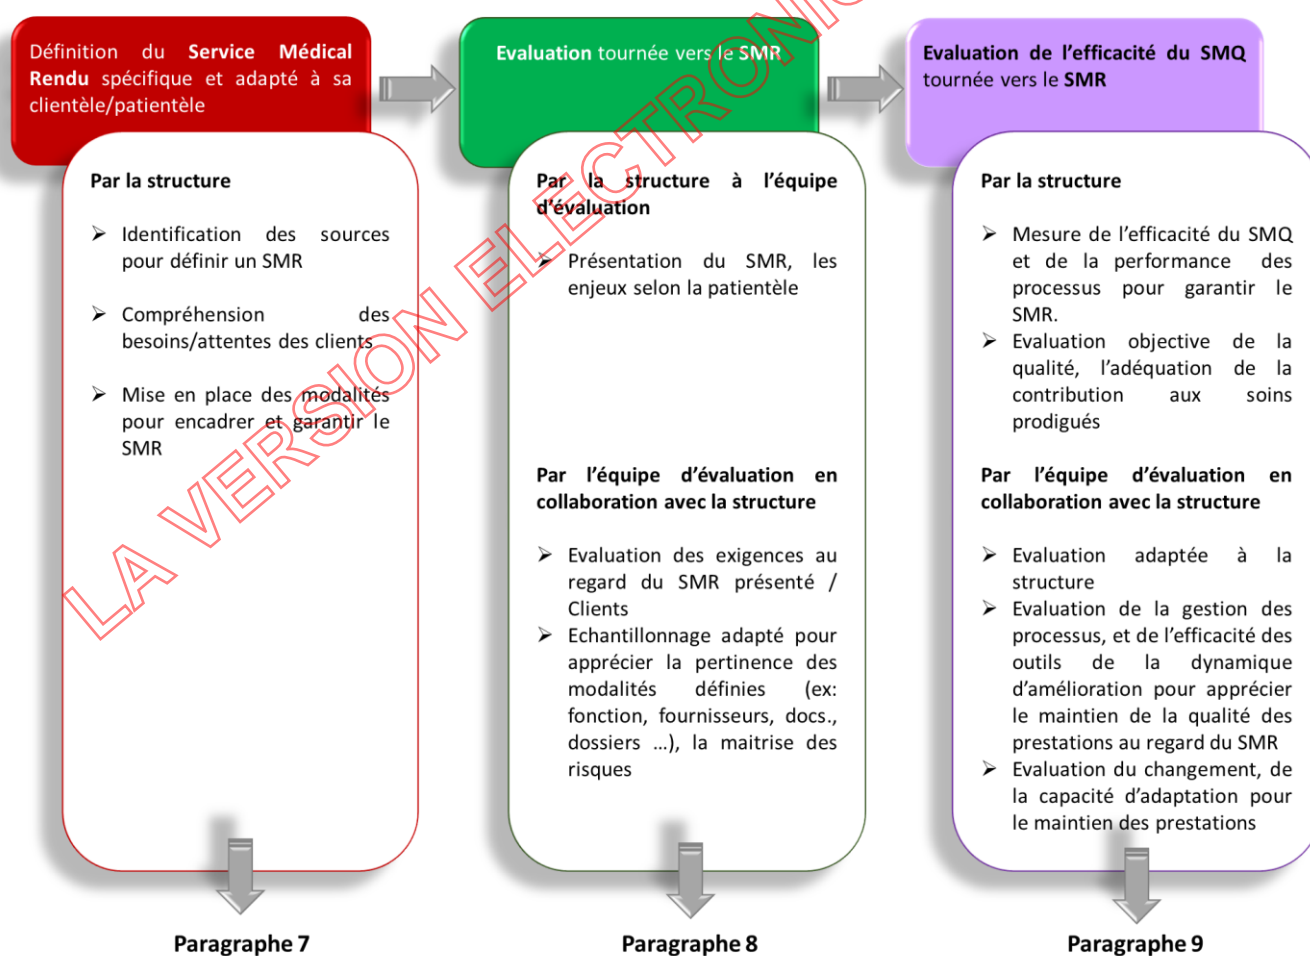 Définition du Service Médical
Rendu spécifique et adapté à sa
clientèle/patientèle
Par la structure
Identification des sources
pour définir un SMR
Compréhension des
besoins/attentes des clients
Mise en place des modalités
pour encadrer et garantir le
SMR
Paragraphe 7
Evaluation tournée vers le SMR
Par la structure à l'équipe
d'évaluation
Présentation du SMR, les
enjeux selon la patientèle
Par l'équipe d'évaluation en
collaboration avec la structure
Evaluation des exigences au
regard du SMR présenté /
Clients
Echantillonnage adapté pour
apprécier la pertinence des
modalités définies (ex:
fonction, fournisseurs, docs.,
dossiers ...), la maitrise des
risques
Paragraphe 8
Evaluation de l'efficacité du SMQ
tournée vers le SMR
Par la structure
Mesure de l'efficacité du SMQ
et de la performance des
processus pour garantir le
SMR.
Evaluation objective de la
qualité, l'adéquation de la
contribution aux soins
prodigués
Par l'équipe d'évaluation en
collaboration avec la structure
Evaluation adaptée à la
structure
Evaluation de la gestion des
processus, et de l'efficacité des
outils de la dynamique
d'amélioration pour apprécier
le maintien de la qualité des
prestations au regard du SMR
Evaluation du changement, de
la capacité d'adaptation pour
le maintien des prestations
Paragraphe 9
LA VERSION ELECTRONIC